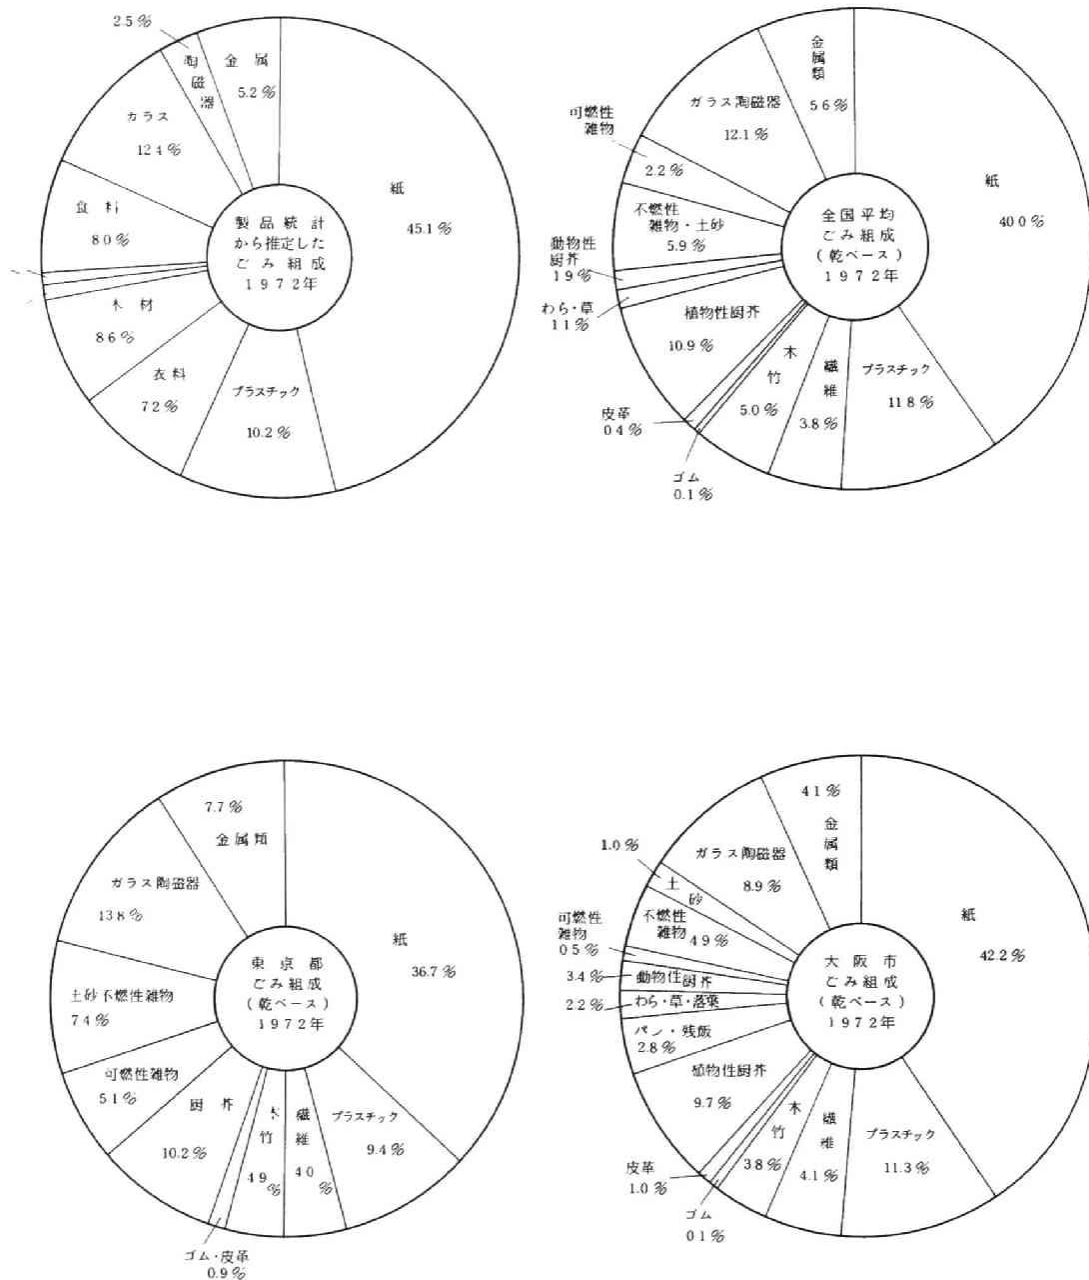 2.5%
陶磁器
金属
5.2%
ガラス
12.4%
食料
8.0%
木材
8.6%
衣料
7.2%
プラスチック
10.2%
紙
45.1%
製品統計
から推定した
ごみ組成
1972年
金属類
5.6%
ガラス陶磁器
12.1%
可燃性
雑物
2.2%
不燃性
雑物・土砂
5.9%
動物性
厨芥
1.9%
わら・草
1.1%
植物性厨芥
10.9%
皮革
0.4%
ゴム
0.1%
木竹
5.0%
繊維
3.8%
プラスチック
11.8%
紙
40.0%
全国平均
ごみ組成
(乾ベース)
1972年
7.7%
金属類
ガラス陶磁器
13.8%
土砂不燃性雑物
7.4%
可燃性雑物
5.1%
厨芥
10.2%
ゴム・皮革
0.9%
木竹
4.9%
繊維
4.0%
プラスチック
9.4%
紙
36.7%
東京都
ごみ組成
(乾ベース)
1972年
4.1%
金属類
ガラス陶磁器
8.9%
1.0%
土砂
不燃性
雑物
4.9%
可燃性
雑物
0.5%
3.4%
動物性厨芥
2.2%
わら・草・落葉
パン・残飯
2.8%
植物性厨芥
9.7%
皮革
1.0%
ゴム
0.1%
木竹
3.8%
繊維
4.1%
プラスチック
11.3%
紙
42.2%
大阪市
ごみ組成
(乾ベース)
1972年